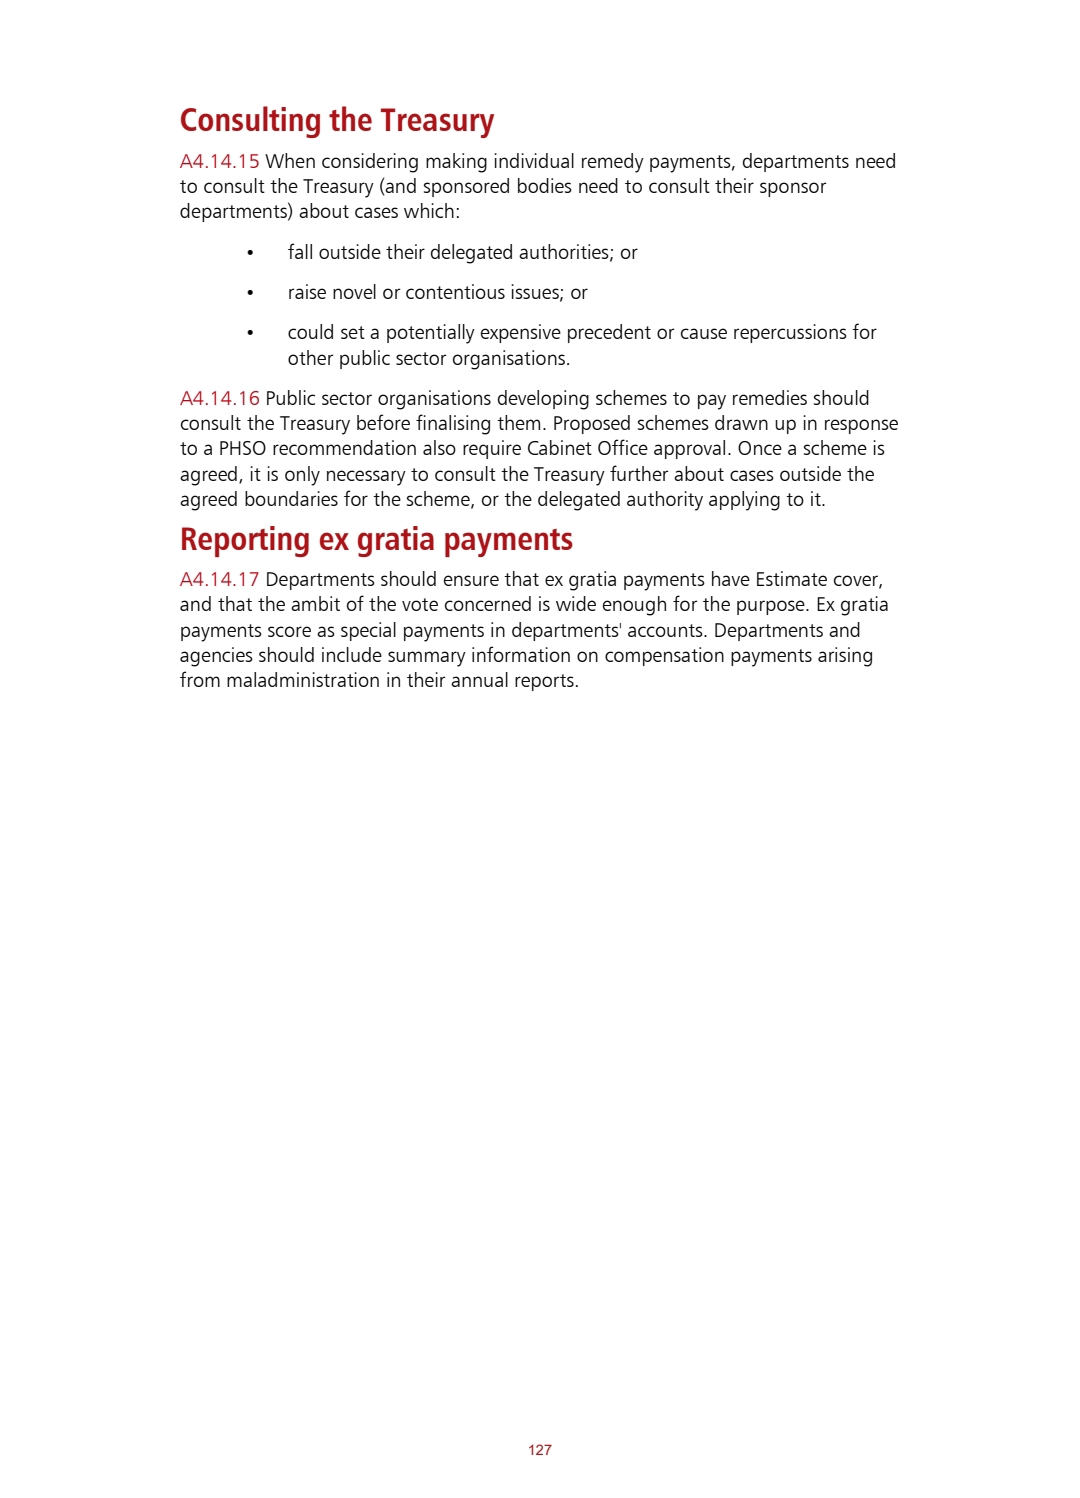 Consulting the Treasury
A4.14.15 When considering making individual remedy payments, departments need
to consult the Treasury (and sponsored bodies need to consult their sponsor
departments) about cases which:
• fall outside their delegated authorities; or
• raise novel or contentious issues; or
• could set a potentially expensive precedent or cause repercussions for
other public sector organisations.
A4.14.16 Public sector organisations developing schemes to pay remedies should
consult the Treasury before finalising them. Proposed schemes drawn up in response
to a PHSO recommendation also require Cabinet Office approval. Once a scheme is
agreed, it is only necessary to consult the Treasury further about cases outside the
agreed boundaries for the scheme, or the delegated authority applying to it.
Reporting ex gratia payments
A4.14.17 Departments should ensure that ex gratia payments have Estimate cover,
and that the ambit of the vote concerned is wide enough for the purpose. Ex gratia
payments score as special payments in departments' accounts. Departments and
agencies should include summary information on compensation payments arising
from maladministration in their annual reports.
127